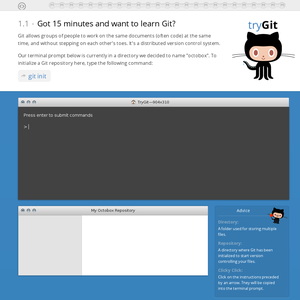 1.1 · Got 15 minutes and want to learn Git?
tryGit
Git allows groups of people to work on the same documents (often code) at the same
time, and without stepping on each other's toes. It's a distributed version control system.
Our terminal prompt below is currently in a directory we decided to name "octobox". To
initialize a Git repository here, type the following command:
→ git init
TryGit—804x310
Press enter to submit commands
> 
My Octobox Repository
Advice
Directory:
A folder used for storing multiple
files.
Repository:
A directory where Git has been
initialized to start version
controlling your files.
Clicky Click:
Click on the instructions preceded
by an arrow. They will be copied
into the terminal prompt.